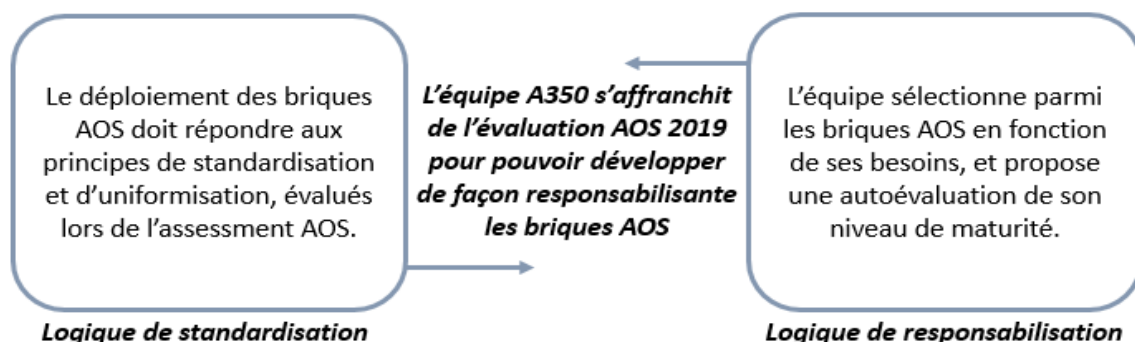 Le déploiement des briques
AOS doit répondre aux
principes de standardisation
et d’uniformisation, évalués
lors de l’assessment AOS.
Logique de standardisation
L’équipe A350 s’affranchit
de l’évaluation AOS 2019
pour pouvoir développer
de façon responsabilisante
les briques AOS
L’équipe sélectionne parmi
les briques AOS en fonction
de ses besoins, et propose
une autoévaluation de son
niveau de maturité.
Logique de responsabilisation